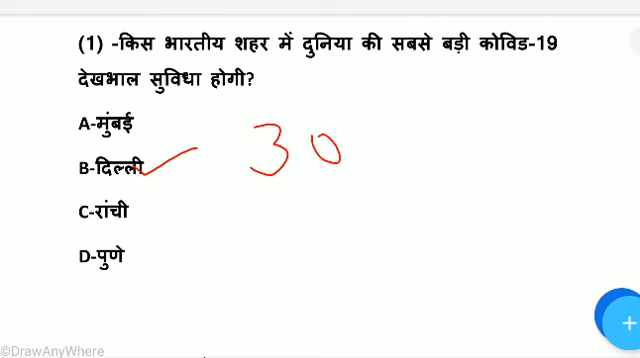 (1) -किस भारतीय शहर में दुनिया की सबसे बड़ी कोविड-19
देखभाल सुविधा होगी?
A-मुंबई
B-दिल्ली
30
C-रांची
D-पुणे
©DrawAnyWhere